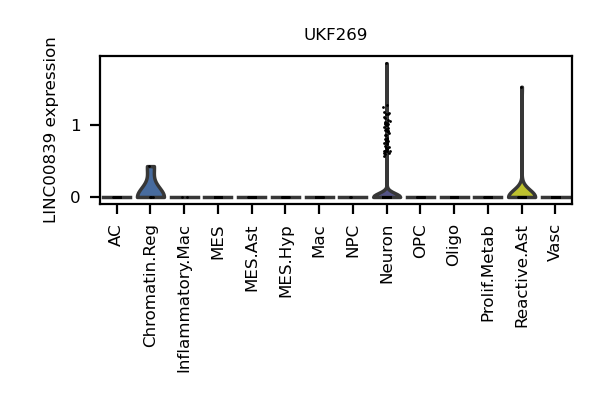 UKF269
LINC00839 expression
1
0
AC
Chromatin.Reg
Inflammatory.Mac
MES
MES.Ast
MES.Hyp
Mac
NPC
Neuron
OPC
Oligo
Prolif.Metab
Reactive.Ast
Vasc